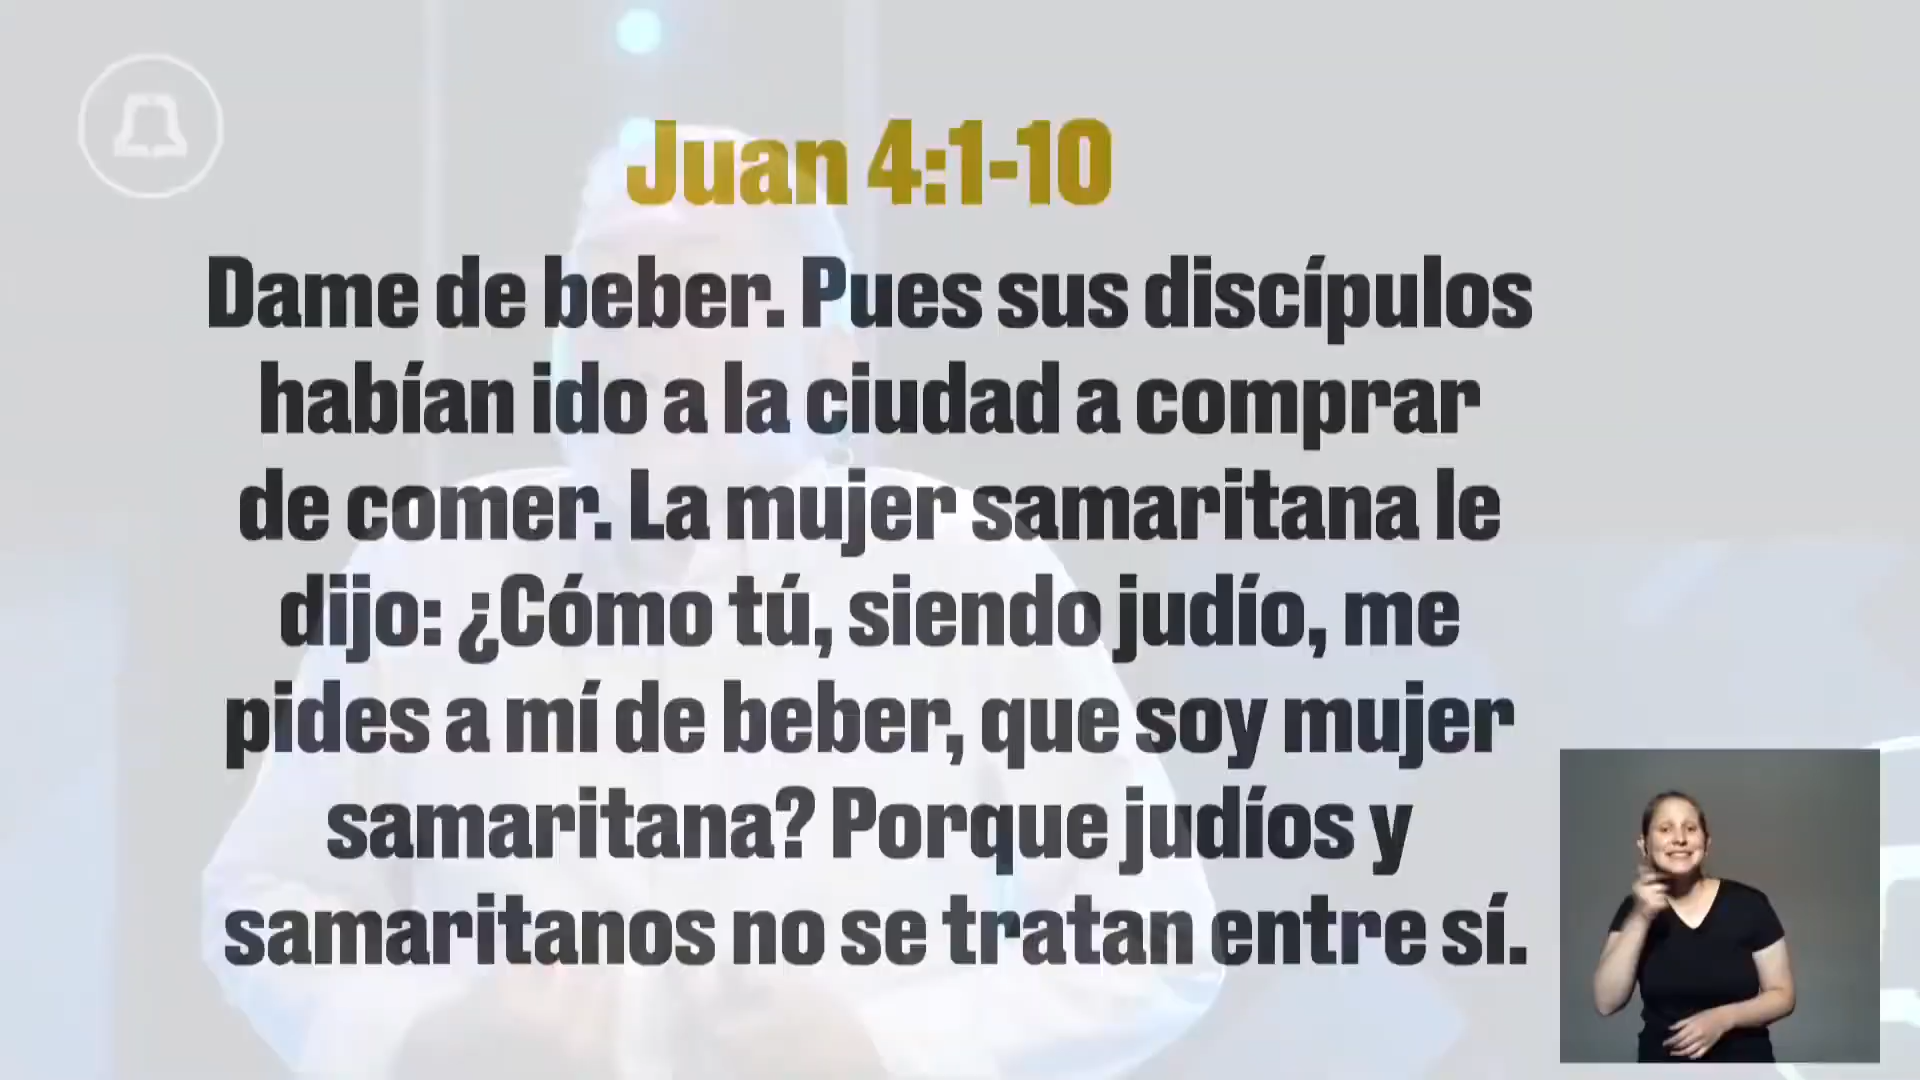 Juan 4:1-10
Dame de beber. Pues sus discípulos
habían ido a la ciudad a comprar
de comer. La mujer samaritana le
dijo: ¿Cómo tú, siendo judío, me
pides a mí de beber, que soy mujer
samaritana? Porque judíos y
samaritanos no se tratan entre sí.